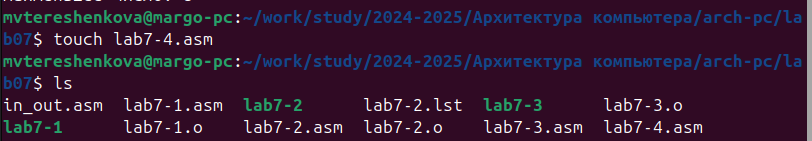 mvtereshenkova@margo-pc:~/work/study/2024-2025/Архитектура компьютера/arch-pc/la
b07$ touch lab7-4.asm
mvtereshenkova@margo-pc:~/work/study/2024-2025/Архитектура компьютера/arch-pc/la
b07$ ls
in_out.asm lab7-1.asm lab7-2 lab7-2.lst lab7-3 lab7-3.o
lab7-1 lab7-1.o lab7-2.asm lab7-2.o lab7-3.asm lab7-4.asm